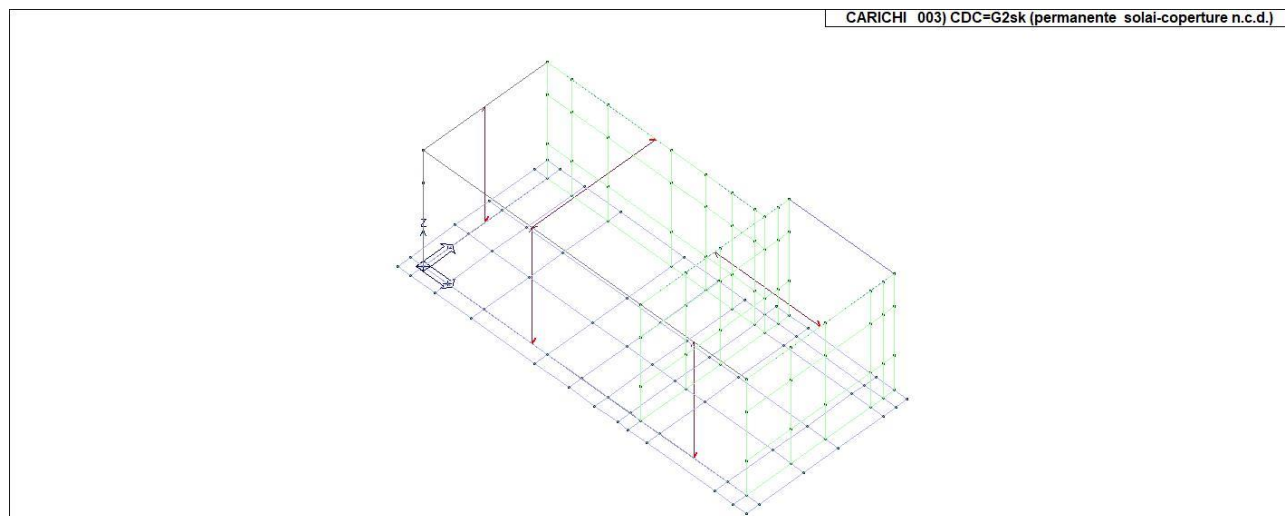 CARICHI 003) CDC=G2sk (permanente solai-coperture n.c.d.)
Z